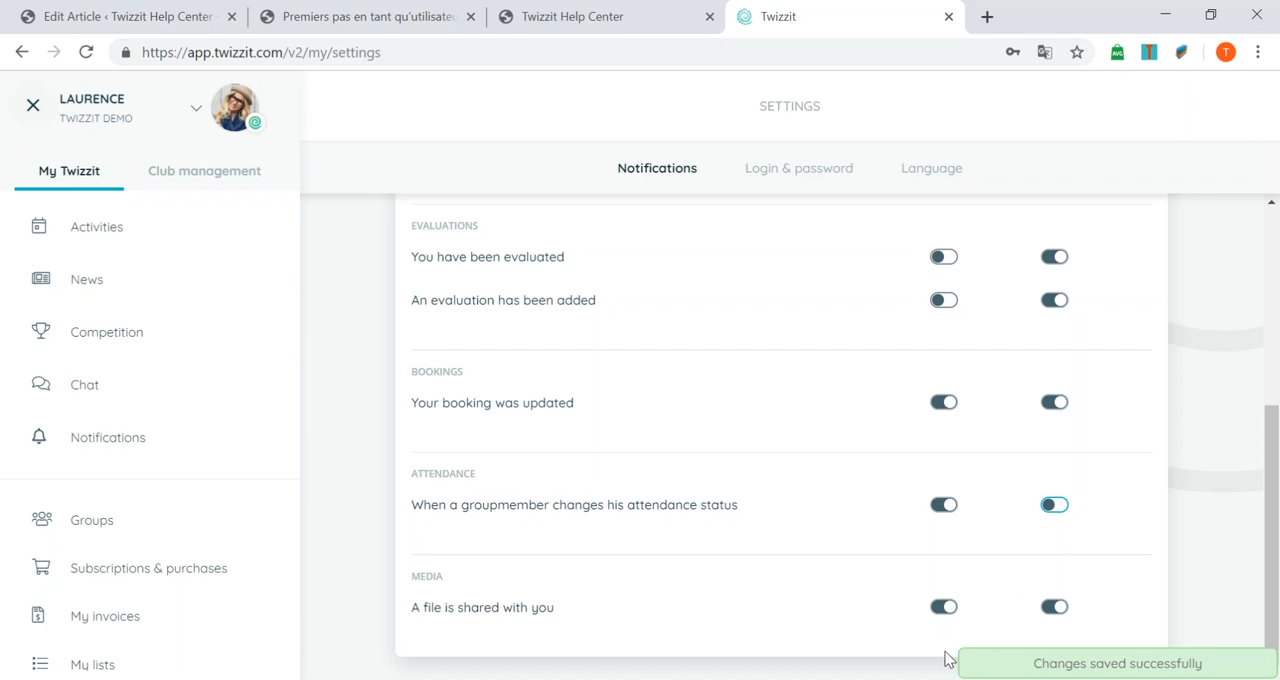 Edit Article ‹ Twizzit Help Center
Premiers pas en tant qu'utilisateu
Twizzit Help Center
Twizzit
https://app.twizzit.com/v2/my/settings
AVG
T
T
LAURENCE
TWIZZIT DEMO
My Twizzit
Club management
Activities
News
Competition
Chat
Notifications
Groups
Subscriptions & purchases
My invoices
My lists
SETTINGS
Notifications
Login & password
Language
EVALUATIONS
You have been evaluated
An evaluation has been added
BOOKINGS
Your booking was updated
ATTENDANCE
When a groupmember changes his attendance status
MEDIA
A file is shared with you
Changes saved successfully